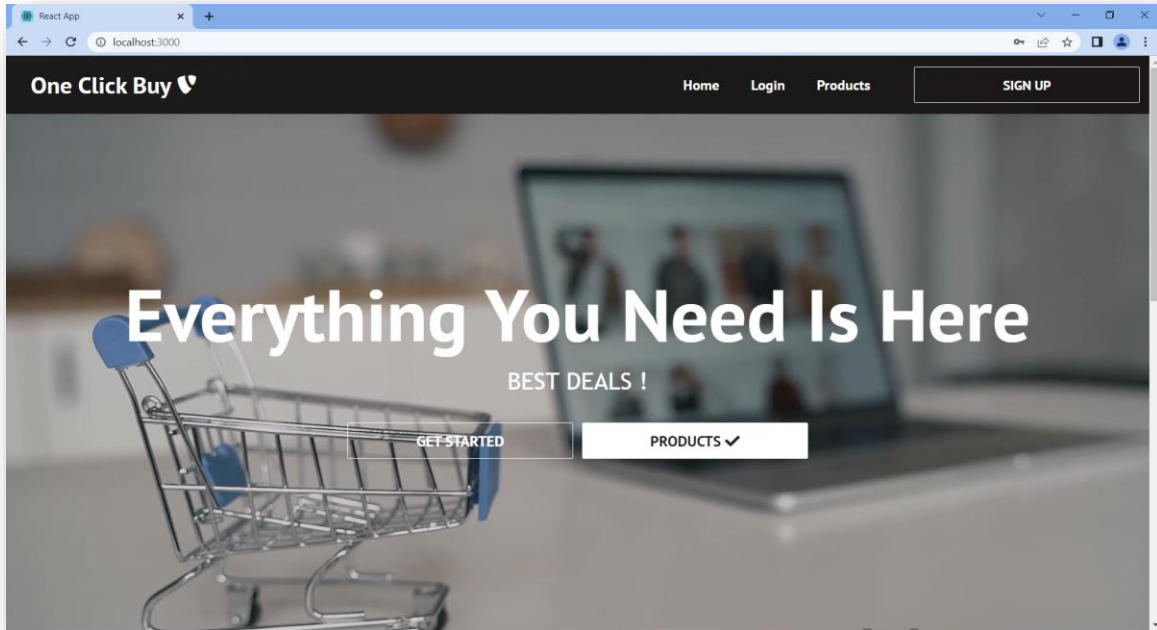 React App
localhost:3000
One Click Buy
Home Login Products SIGN UP
Everything You Need Is Here
BEST DEALS !
GET STARTED PRODUCTS ✔